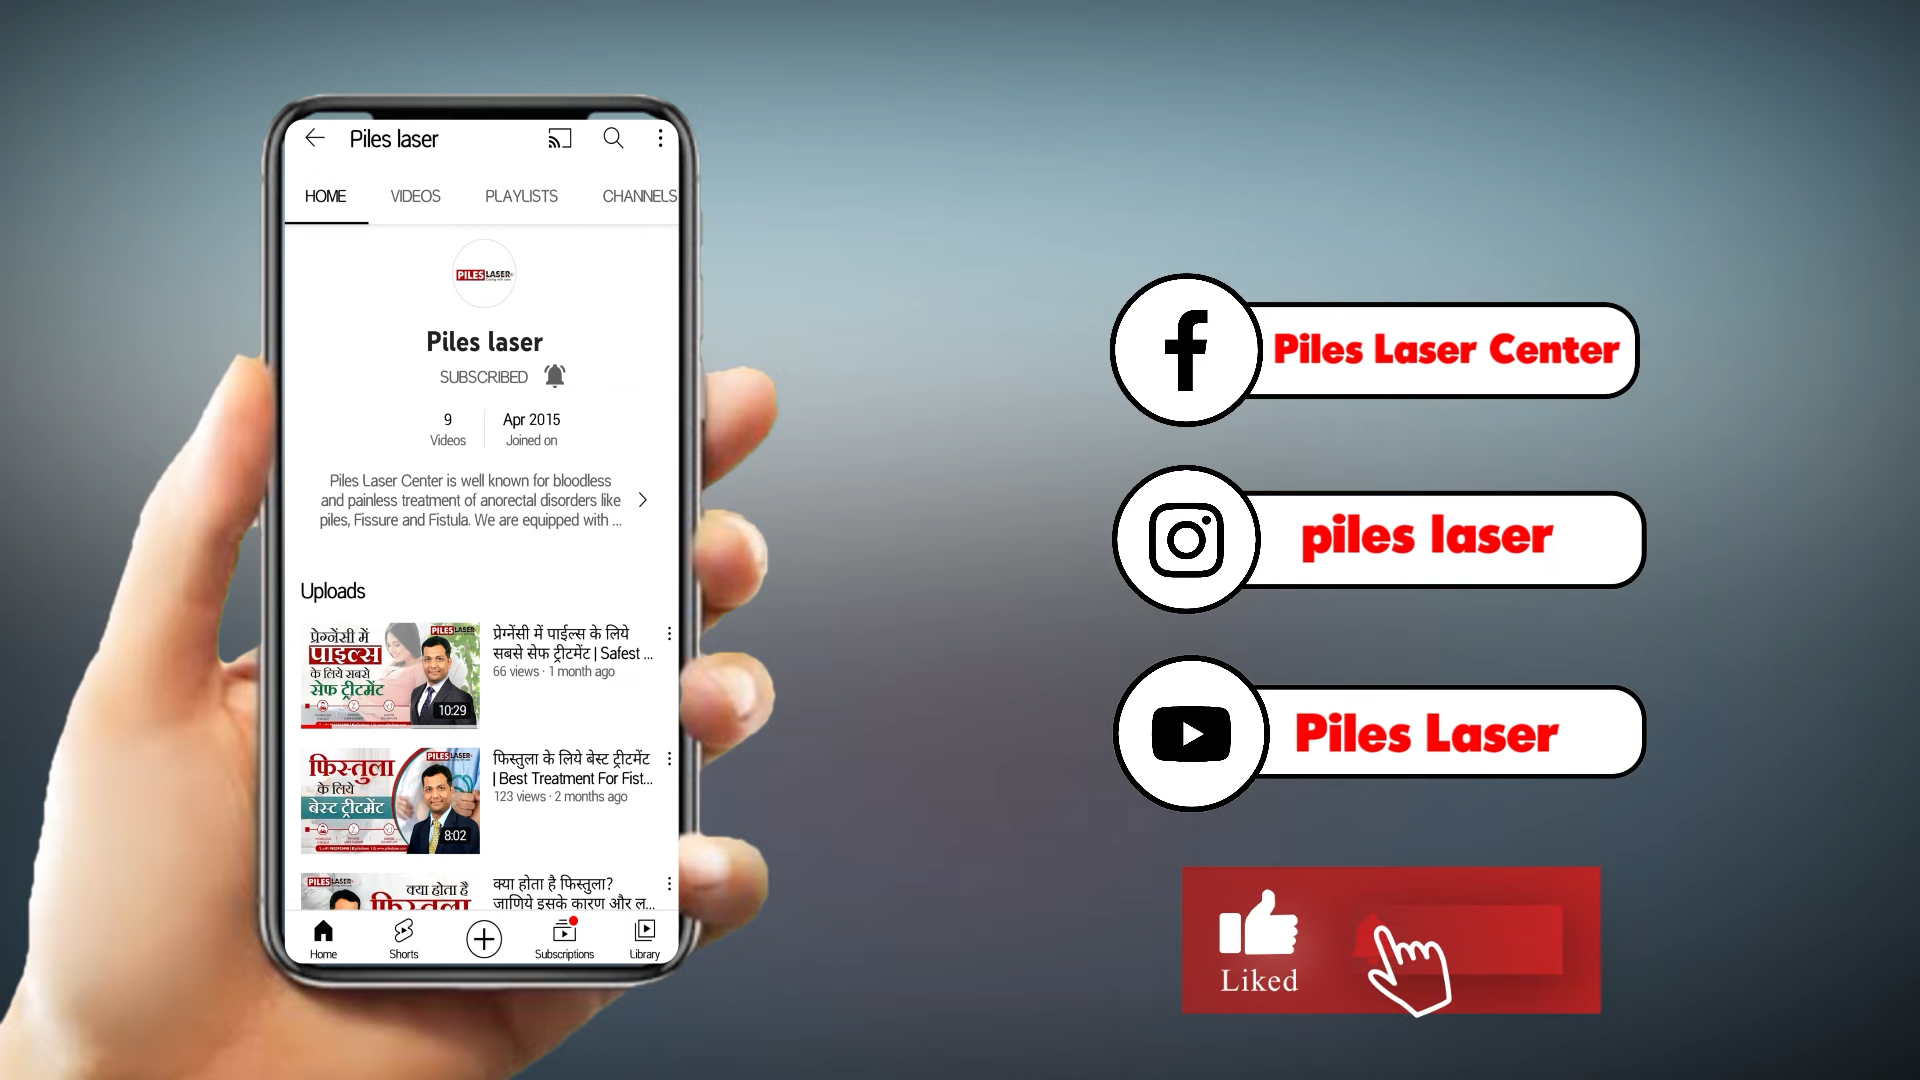 Piles laser
HOME VIDEOS PLAYLISTS CHANNELS
PILES LASER
Piles laser
SUBSCRIBED
9
Videos
Apr 2015
Joined on
Piles Laser Center is well known for bloodless
and painless treatment of anorectal disorders like
piles, Fissure and Fistula. We are equipped with ...
Uploads
प्रेग्नेंसी में
पाइल्स
के लिये सबसे
सेफ ट्रीटमेंट
PILES LASER
10:29
प्रेग्नेंसी में पाईल्स के लिये
सबसे सेफ ट्रीटमेंट | Safest ...
66 views · 1 month ago
फिस्तुला
के लिये
बेस्ट ट्रीटमेंट
PILES LASER
8:02
फिस्तुला के लिये बेस्ट ट्रीटमेंट
| Best Treatment For Fist...
123 views · 2 months ago
PILES LASER
क्या होता है
फिस्तुला
क्या होता है फिस्तुला?
जाणिये इसके कारण और ल...
Home Shorts Subscriptions Library
Piles Laser Center
piles laser
Piles Laser
Liked